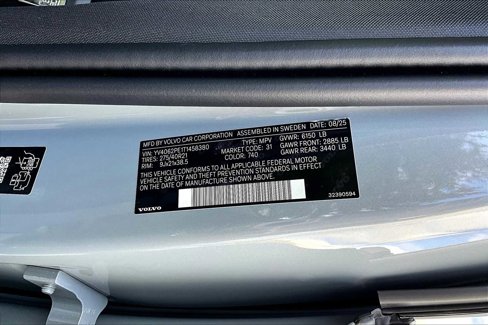 MFD BY VOLVO CAR CORPORATION ASSEMBLED IN SWEDEN DATE: 08/25
VIN: YV4062PE1T1458380 TYPE: MPV GVWR: 6150 LB
TIRES: 275/40R21 MARKET CODE: 31 GAWR FRONT: 2885 LB
RIM: 9Jx21x38.5 COLOR: 740 GAWR REAR: 3440 LB
THIS VEHICLE CONFORMS TO ALL APPLICABLE FEDERAL MOTOR
VEHICLE SAFETY STANDARDS IN EFFECT
ON THE DATE OF MANUFACTURE SHOWN ABOVE.
VOLVO 32390594